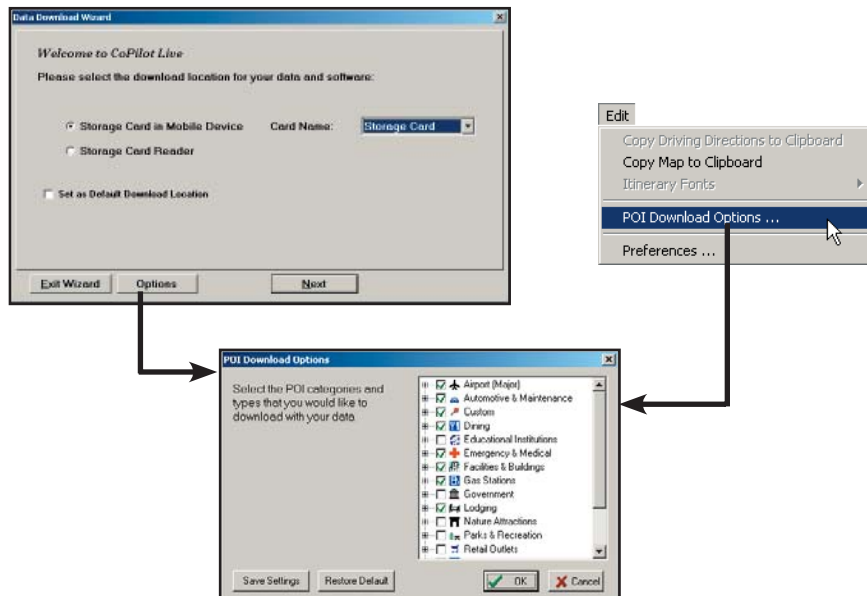 Data Download Wizard
Welcome to CoPilot Live
Please select the download location for your data and software:
Storage Card in Mobile Device Card Name: Storage Card
Storage Card Reader
Set as Default Download Location
Exit Wizard Options Next
Edit
Copy Driving Directions to Clipboard
Copy Map to Clipboard
Itinerary Fonts
POI Download Options ...
Preferences ...
POI Download Options
Select the POI categories and
types that you would like to
download with your data
Airport (Major)
Automotive & Maintenance
Custom
Dining
Educational Institutions
Emergency & Medical
Facilities & Buildings
Gas Stations
Government
Lodging
Nature Attractions
Parks & Recreation
Retail Outlets
Save Settings Restore Default OK Cancel